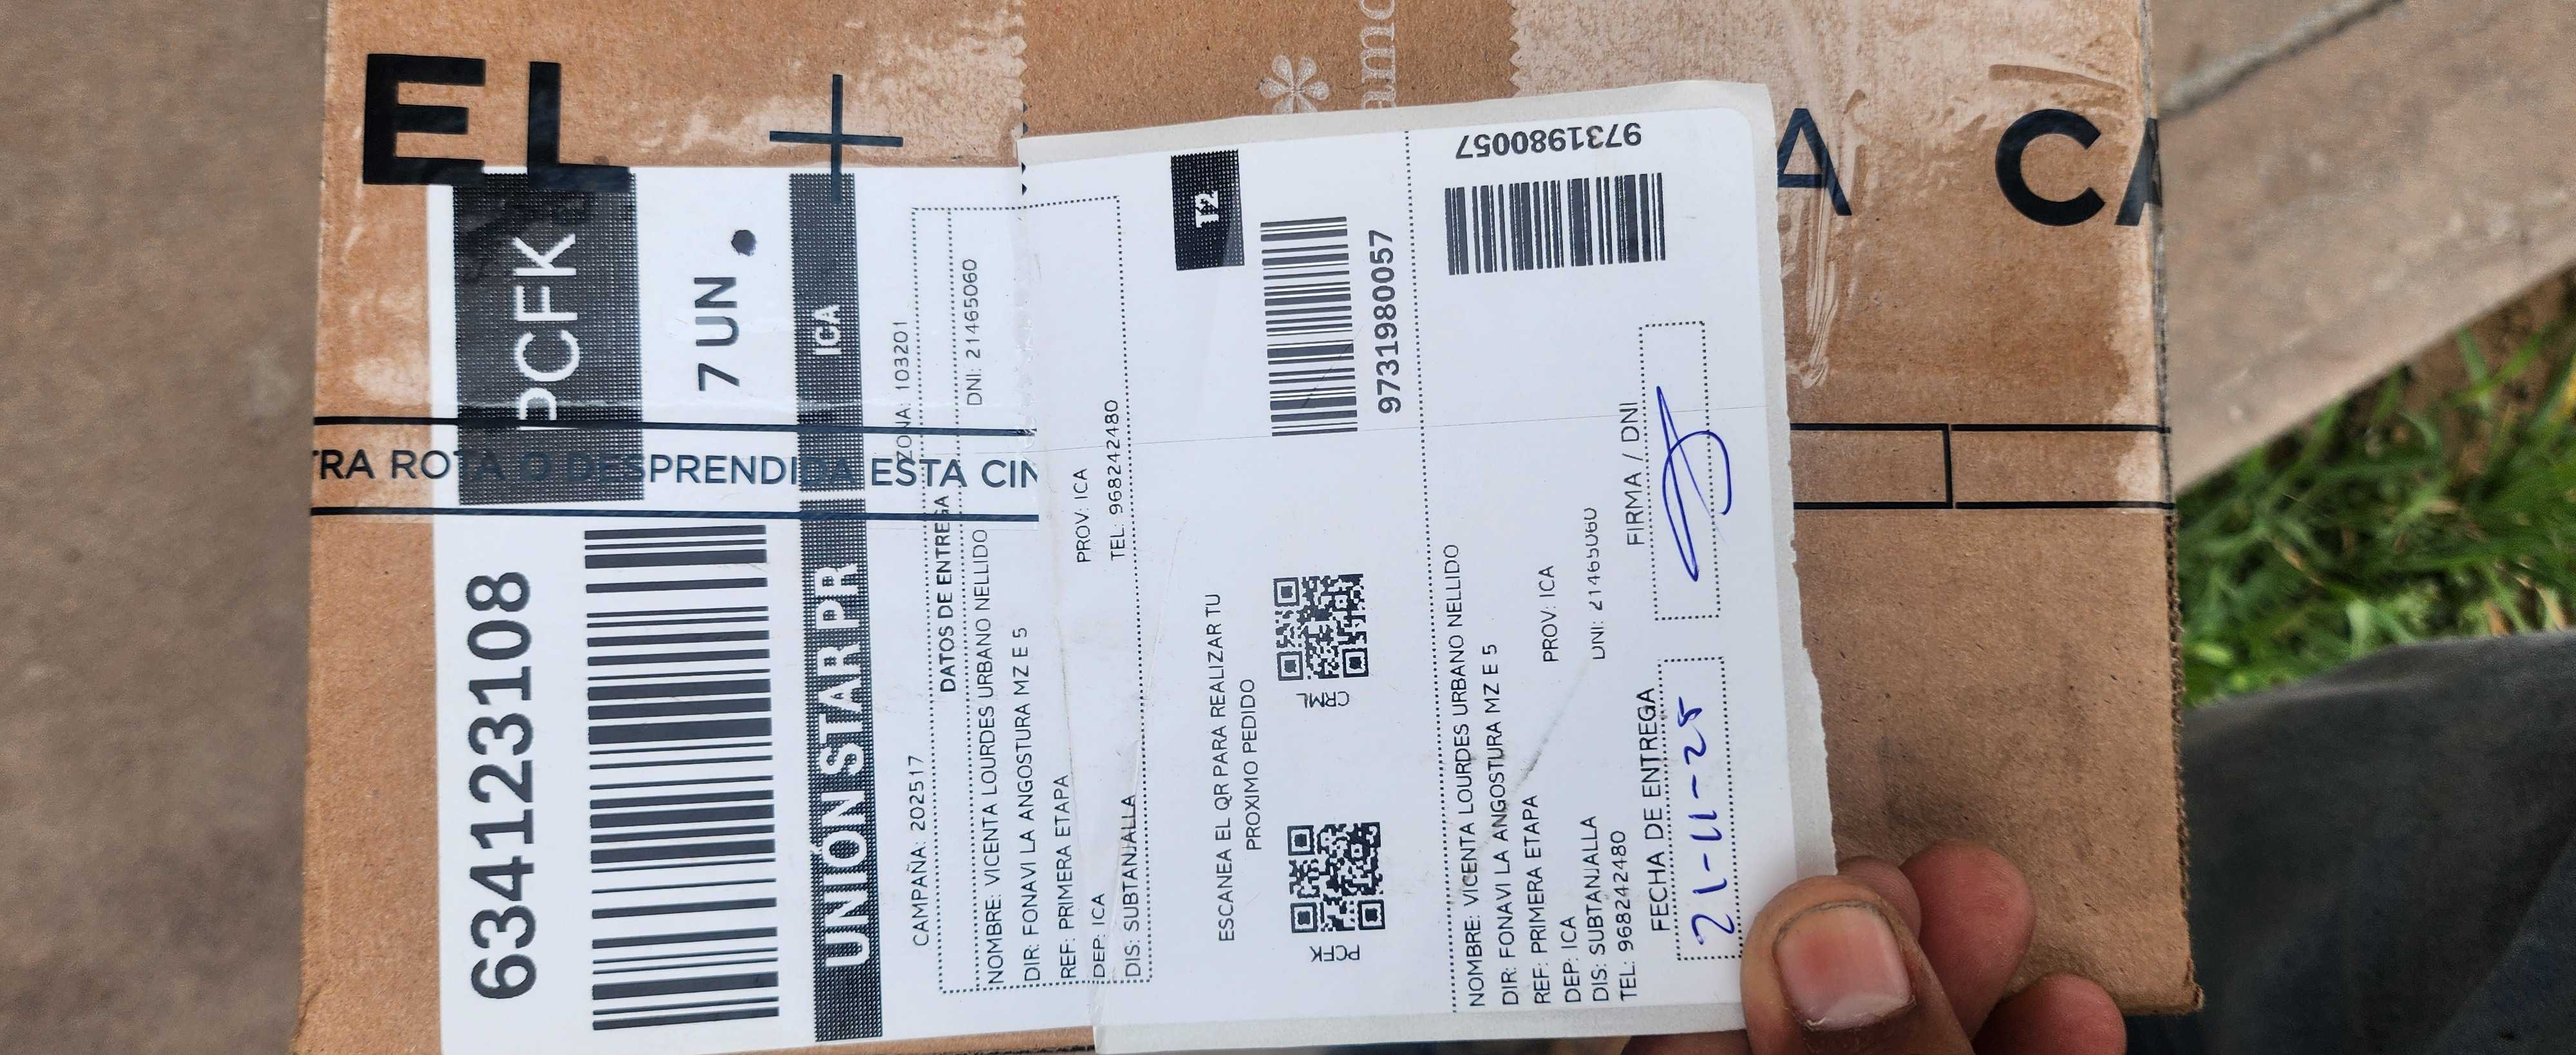 EL + A CA
amo
TRA ROTA O DESPRENDIDA ESTA CIN
6341223108
PCFK
7 UN.
UNIÓN STAR PR ICA
CAMPAÑA: 202517 ZONA: 103201
DATOS DE ENTREGA
NOMBRE: VICENTA LOURDES URBANO NELLIDO DNI: 21465060
DIR: FONAVI LA ANGOSTURA MZ E 5
REF: PRIMERA ETAPA
DEP: ICA PROV: ICA
DIS: SUBTANJALLA TEL: 968242480
T2
ESCANEA EL QR PARA REALIZAR TU
PROXIMO PEDIDO
PCFK CRML
9731980057
9731980057
NOMBRE: VICENTA LOURDES URBANO NELLIDO
DIR: FONAVI LA ANGOSTURA MZ E 5
REF: PRIMERA ETAPA
DEP: ICA PROV: ICA
DIS: SUBTANJALLA
TEL: 968242480 DNI: 21465060
FECHA DE ENTREGA FIRMA / DNI
21-11-25